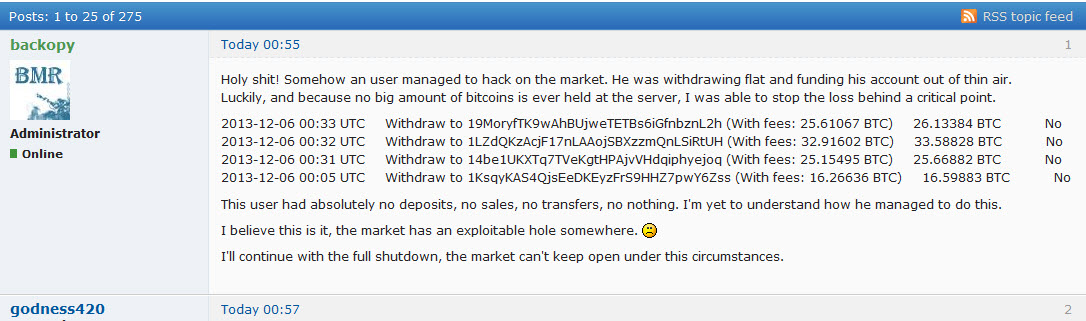 Posts: 1 to 25 of 275
RSS topic feed
backopy
Today 00:55
1
BMR
Administrator
Online
Holy shit! Somehow an user managed to hack on the market. He was withdrawing flat and funding his account out of thin air.
Luckily, and because no big amount of bitcoins is ever held at the server, I was able to stop the loss behind a critical point.
2013-12-06 00:33 UTC Withdraw to 19MoryfTK9wAhBUjweTETBs6iGfnbznL2h (With fees: 25.61067 BTC) 26.13384 BTC No
2013-12-06 00:32 UTC Withdraw to 1LZdQKzAcjF17nLAAojSBXzzmQnLSiRtUH (With fees: 32.91602 BTC) 33.58828 BTC No
2013-12-06 00:31 UTC Withdraw to 14be1UKXTq7TVeKgtHPAjvVHdqiphyejoq (With fees: 25.15495 BTC) 25.66882 BTC No
2013-12-06 00:05 UTC Withdraw to 1KsqyKAS4QjsEeDKEyzFrS9HHZ7pwY6Zss (With fees: 16.26636 BTC) 16.59883 BTC No
This user had absolutely no deposits, no sales, no transfers, no nothing. I'm yet to understand how he managed to do this.
I believe this is it, the market has an exploitable hole somewhere.
I'll continue with the full shutdown, the market can't keep open under this circumstances.
godness420
Today 00:57
2